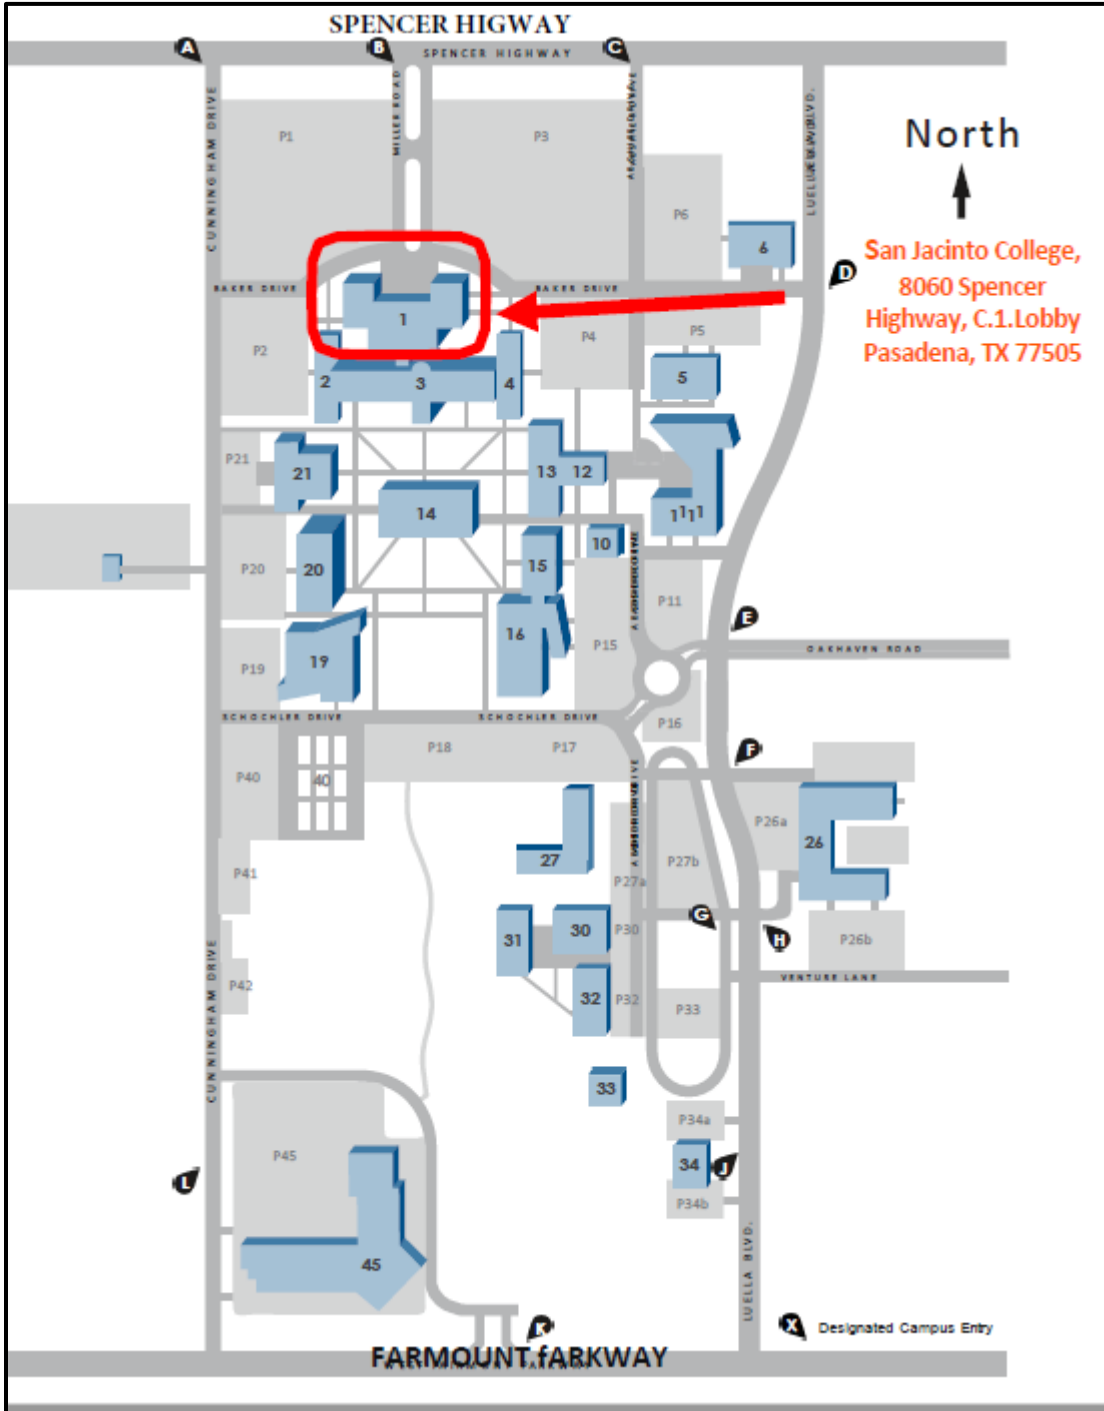 SPENCER HIGWAY
A
B
SPENCER HIGHWAY
C
CUNNINGHAM DRIVE
MILLER ROAD
LUELLA BLVD.
P1
P3
North
P6
6
D
San Jacinto College,
8060 Spencer
Highway, C.1.Lobby
Pasadena, TX 77505
BAKER DRIVE
BAKER DRIVE
1
P2
P4
P5
2
3
4
5
P21
21
13
12
14
11
10
P20
20
15
P11
16
E
P19
19
P15
OAKHAVEN ROAD
P16
SCHOCHLER DRIVE
SCHOCHLER DRIVE
P18
P17
F
P40
40
P26a
26
27
P27a
P27b
P41
31
30
P30
G
H
P26b
CUNNINGHAM DRIVE
P42
VENTURE LANE
32
P32
P33
33
P34a
P45
34
J
L
P34b
45
LUELLA BLVD.
K
X
Designated Campus Entry
FARMOUNT fARKWAY